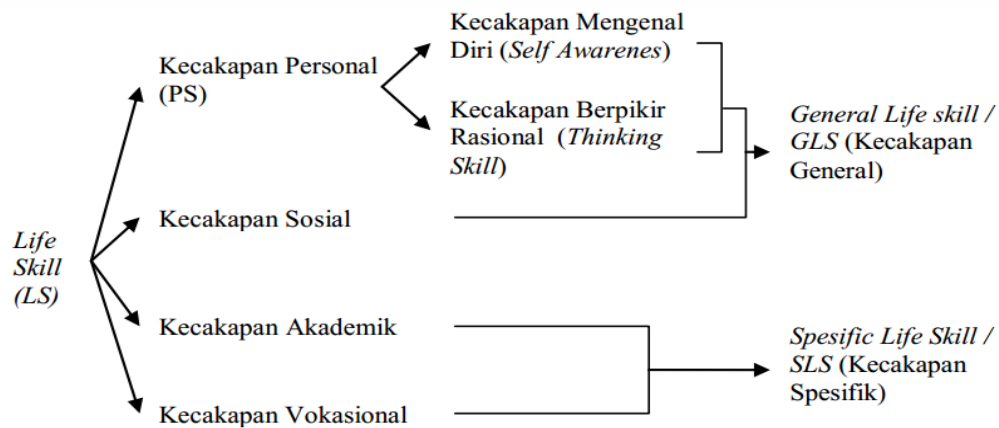 Kecakapan Mengenal
Diri (Self Awarenes)
Kecakapan Personal
(PS)
Kecakapan Berpikir
Rasional (Thinking
Skill)
General Life skill /
GLS (Kecakapan
General)
Kecakapan Sosial
Life
Skill
(LS)
Kecakapan Akademik
Spesific Life Skill /
SLS (Kecakapan
Spesifik)
Kecakapan Vokasional